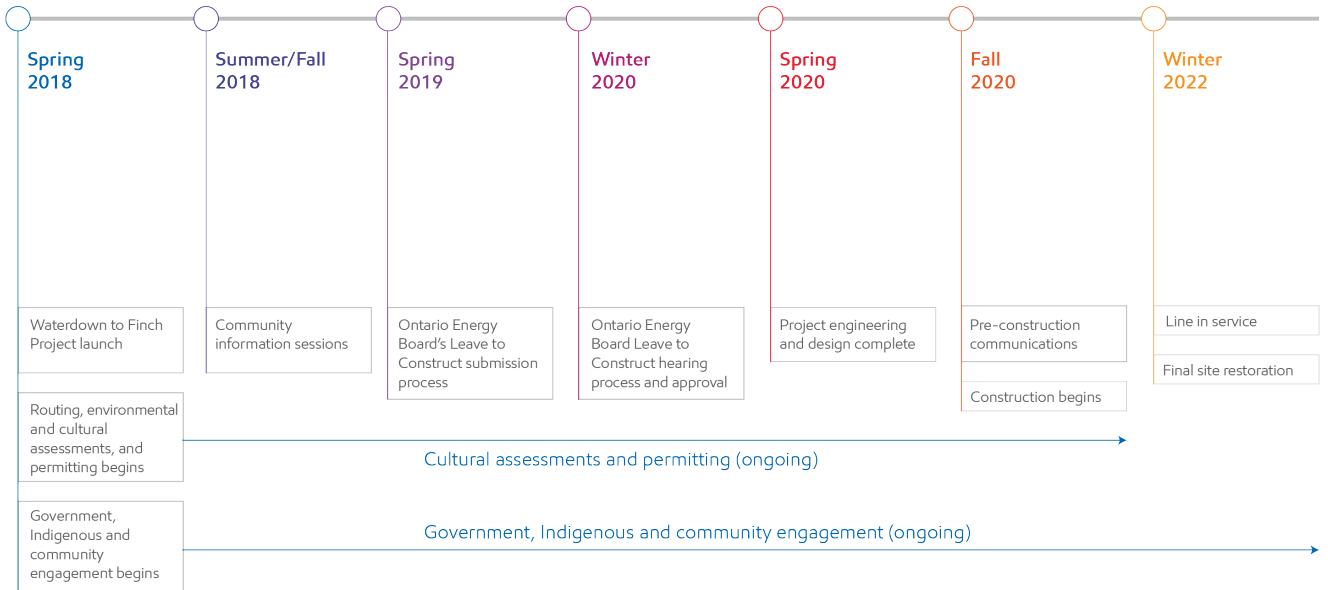 Spring
2018
Summer/Fall
2018
Spring
2019
Winter
2020
Spring
2020
Fall
2020
Winter
2022
Waterdown to Finch
Project launch
Community
information sessions
Ontario Energy
Board's Leave to
Construct submission
process
Ontario Energy
Board Leave to
Construct hearing
process and approval
Project engineering
and design complete
Pre-construction
communications
Construction begins
Line in service
Final site restoration
Routing, environmental
and cultural
assessments, and
permitting begins
Cultural assessments and permitting (ongoing)
Government,
Indigenous and
community
engagement begins
Government, Indigenous and community engagement (ongoing)